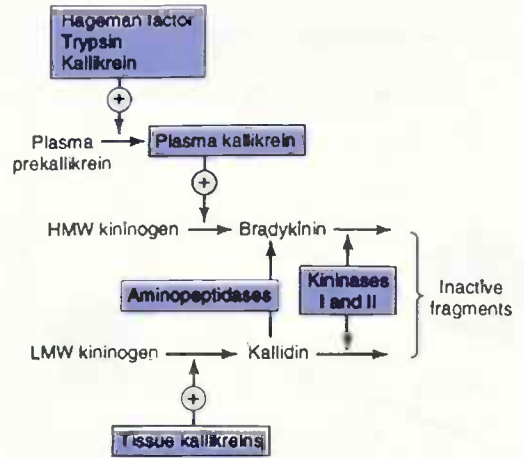 Hageman factor
Trypsin
Kallikrein
+
Plasma
prekallikrein
Plasma kallikrein
+
HMW kininogen
Bradykinin
Aminopeptidases
Kininases
I and II
Inactive
fragments
LMW kininogen
Kallidin
+
Tissue kallikreins